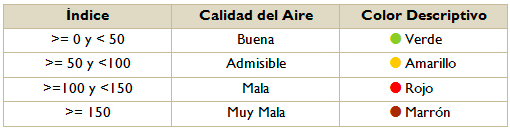 Índice Calidad del Aire Color Descriptivo
>= 0 y < 50 Buena Verde
>= 50 y <100 Admisible Amarillo
>=100 y <150 Mala Rojo
>= 150 Muy Mala Marrón